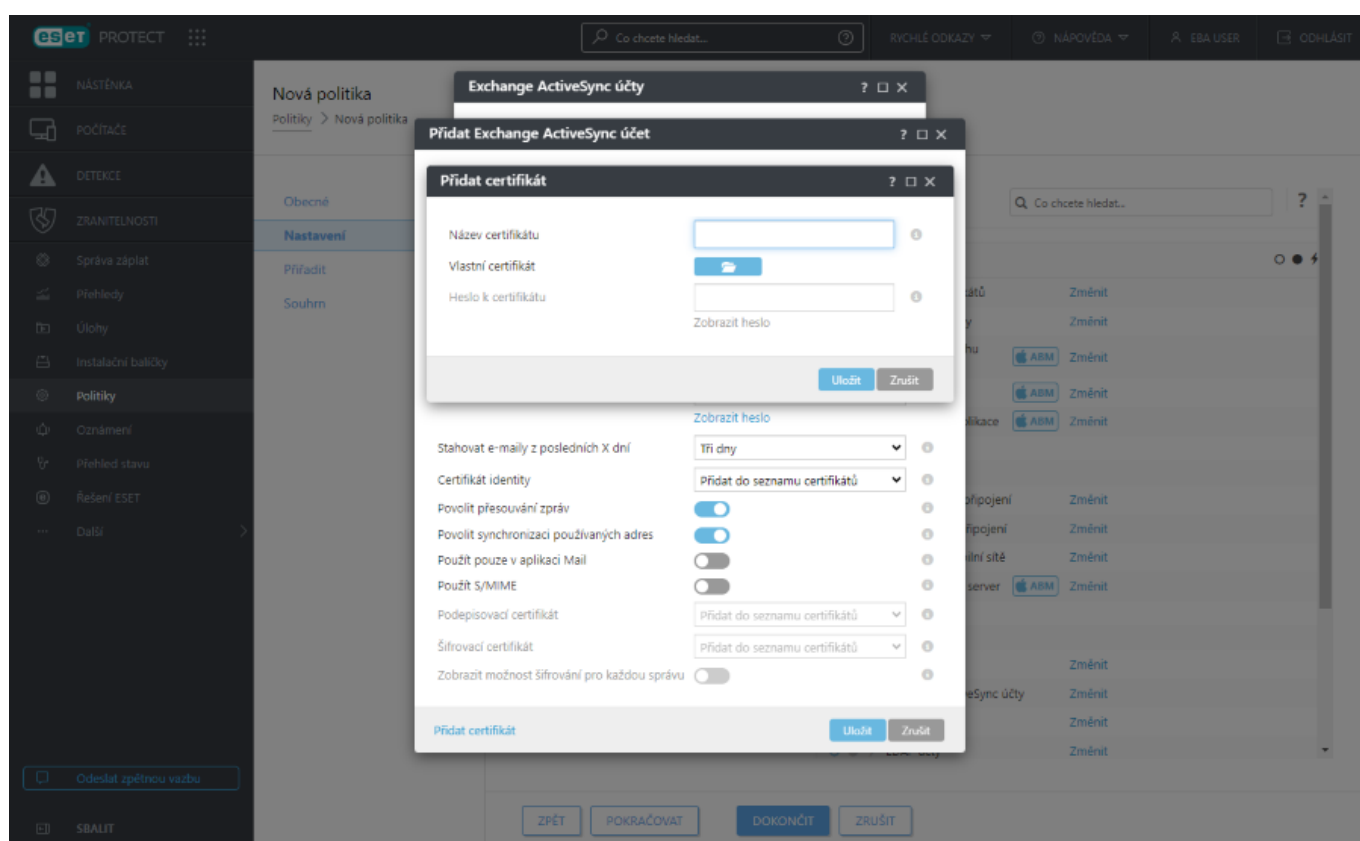 eset PROTECT
Co chcete hledat...
RYCHLÉ ODKAZY
NÁPOVĚDA
EBA USER
ODHLÁSIT
NÁSTĚNKA
POČÍTAČE
DETEKCE
ZRANITELNOSTI
Správa záplat
Přehledy
Úlohy
Instalační balíčky
Politiky
Oznámení
Přehled stavu
Řešení ESET
Další
Odeslat zpětnou vazbu
SBALIT
Nová politika
Politiky > Nová politika
Obecné
Nastavení
Přiřadit
Souhrn
Exchange ActiveSync účty
Přidat Exchange ActiveSync účet
Přidat certifikát
Název certifikátu
Vlastní certifikát
Heslo k certifikátu
Zobrazit heslo
Uložit Zrušit
Zobrazit heslo
Stahovat e-maily z posledních X dní Tři dny
Certifikát identity Přidat do seznamu certifikátů
Povolit přesouvání zpráv
Povolit synchronizaci používaných adres
Použít pouze v aplikaci Mail
Použít S/MIME
Podepisovací certifikát Přidat do seznamu certifikátů
Šifrovací certifikát Přidat do seznamu certifikátů
Zobrazit možnost šifrování pro každou správu
Přidat certifikát Uložit Zrušit
Co chcete hledat...
Změnit
Změnit
ABM Změnit
ABM Změnit
ABM Změnit
připojení Změnit
Změnit
sítě Změnit
server ABM Změnit
Změnit
účty Změnit
Změnit
Změnit
ZPĚT POKRAČOVAT DOKONČIT ZRUŠIT